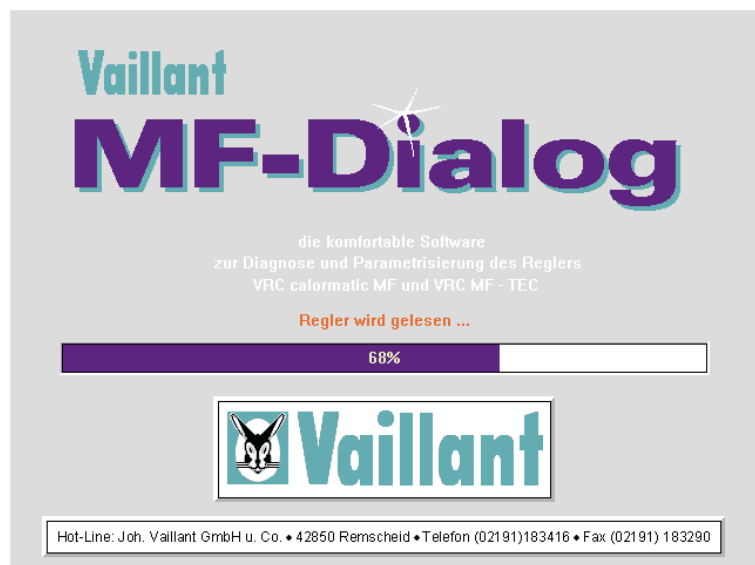 Vaillant
MF-Dialog
die komfortable Software
zur Diagnose und Parametrisierung des Reglers
VRC calormatic MF und VRC MF - TEC
Regler wird gelesen ...
68%
Vaillant
Hot-Line: Joh. Vaillant GmbH u. Co. ⬥ 42850 Remscheid ⬥ Telefon (02191)183416 ⬥ Fax (02191) 183290